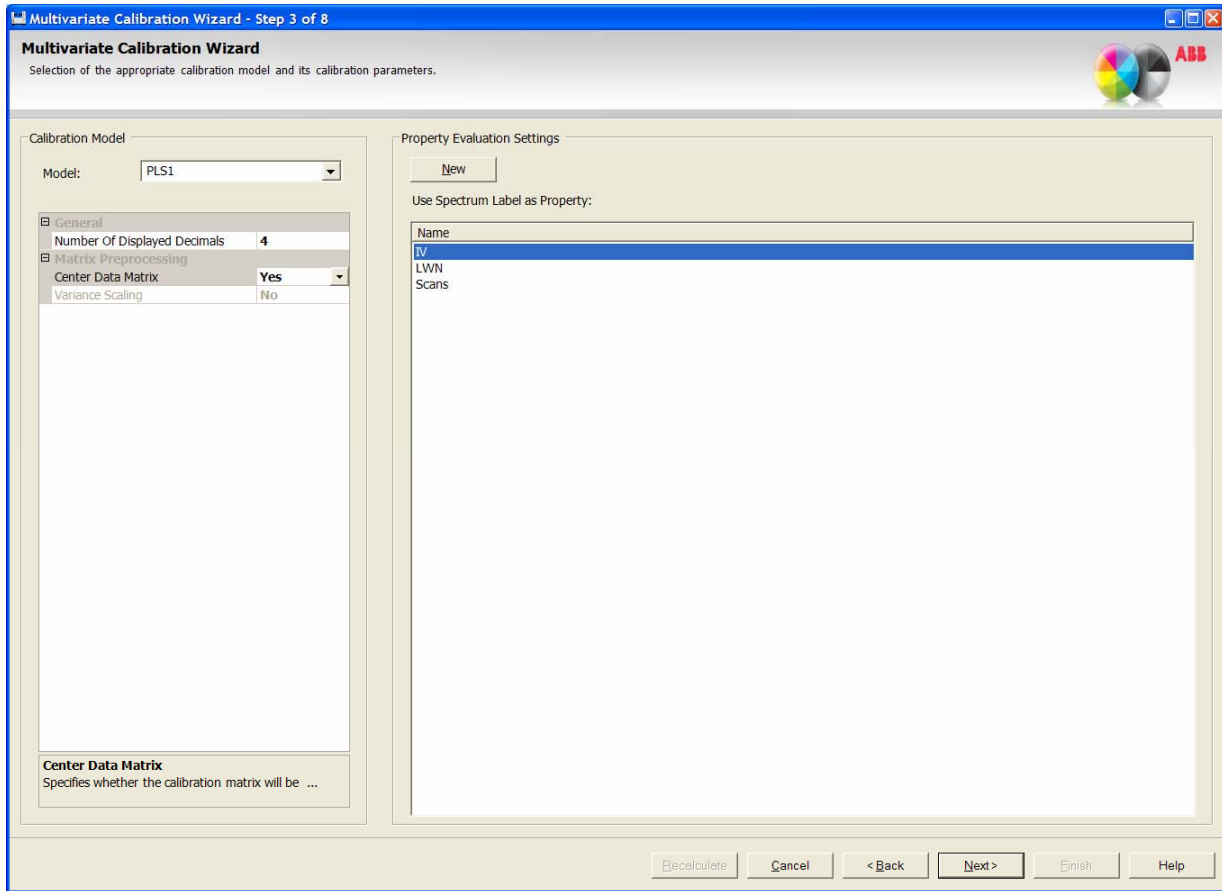 Multivariate Calibration Wizard - Step 3 of 8
Multivariate Calibration Wizard
Selection of the appropriate calibration model and its calibration parameters.
ABB
Calibration Model
Model:
PLS1
General
Number Of Displayed Decimals 4
Matrix Preprocessing
Center Data Matrix Yes
Variance Scaling No
Center Data Matrix
Specifies whether the calibration matrix will be ...
Property Evaluation Settings
New
Use Spectrum Label as Property:
Name
IV
LWN
Scans
Recalculate Cancel <Back Next> Finish Help